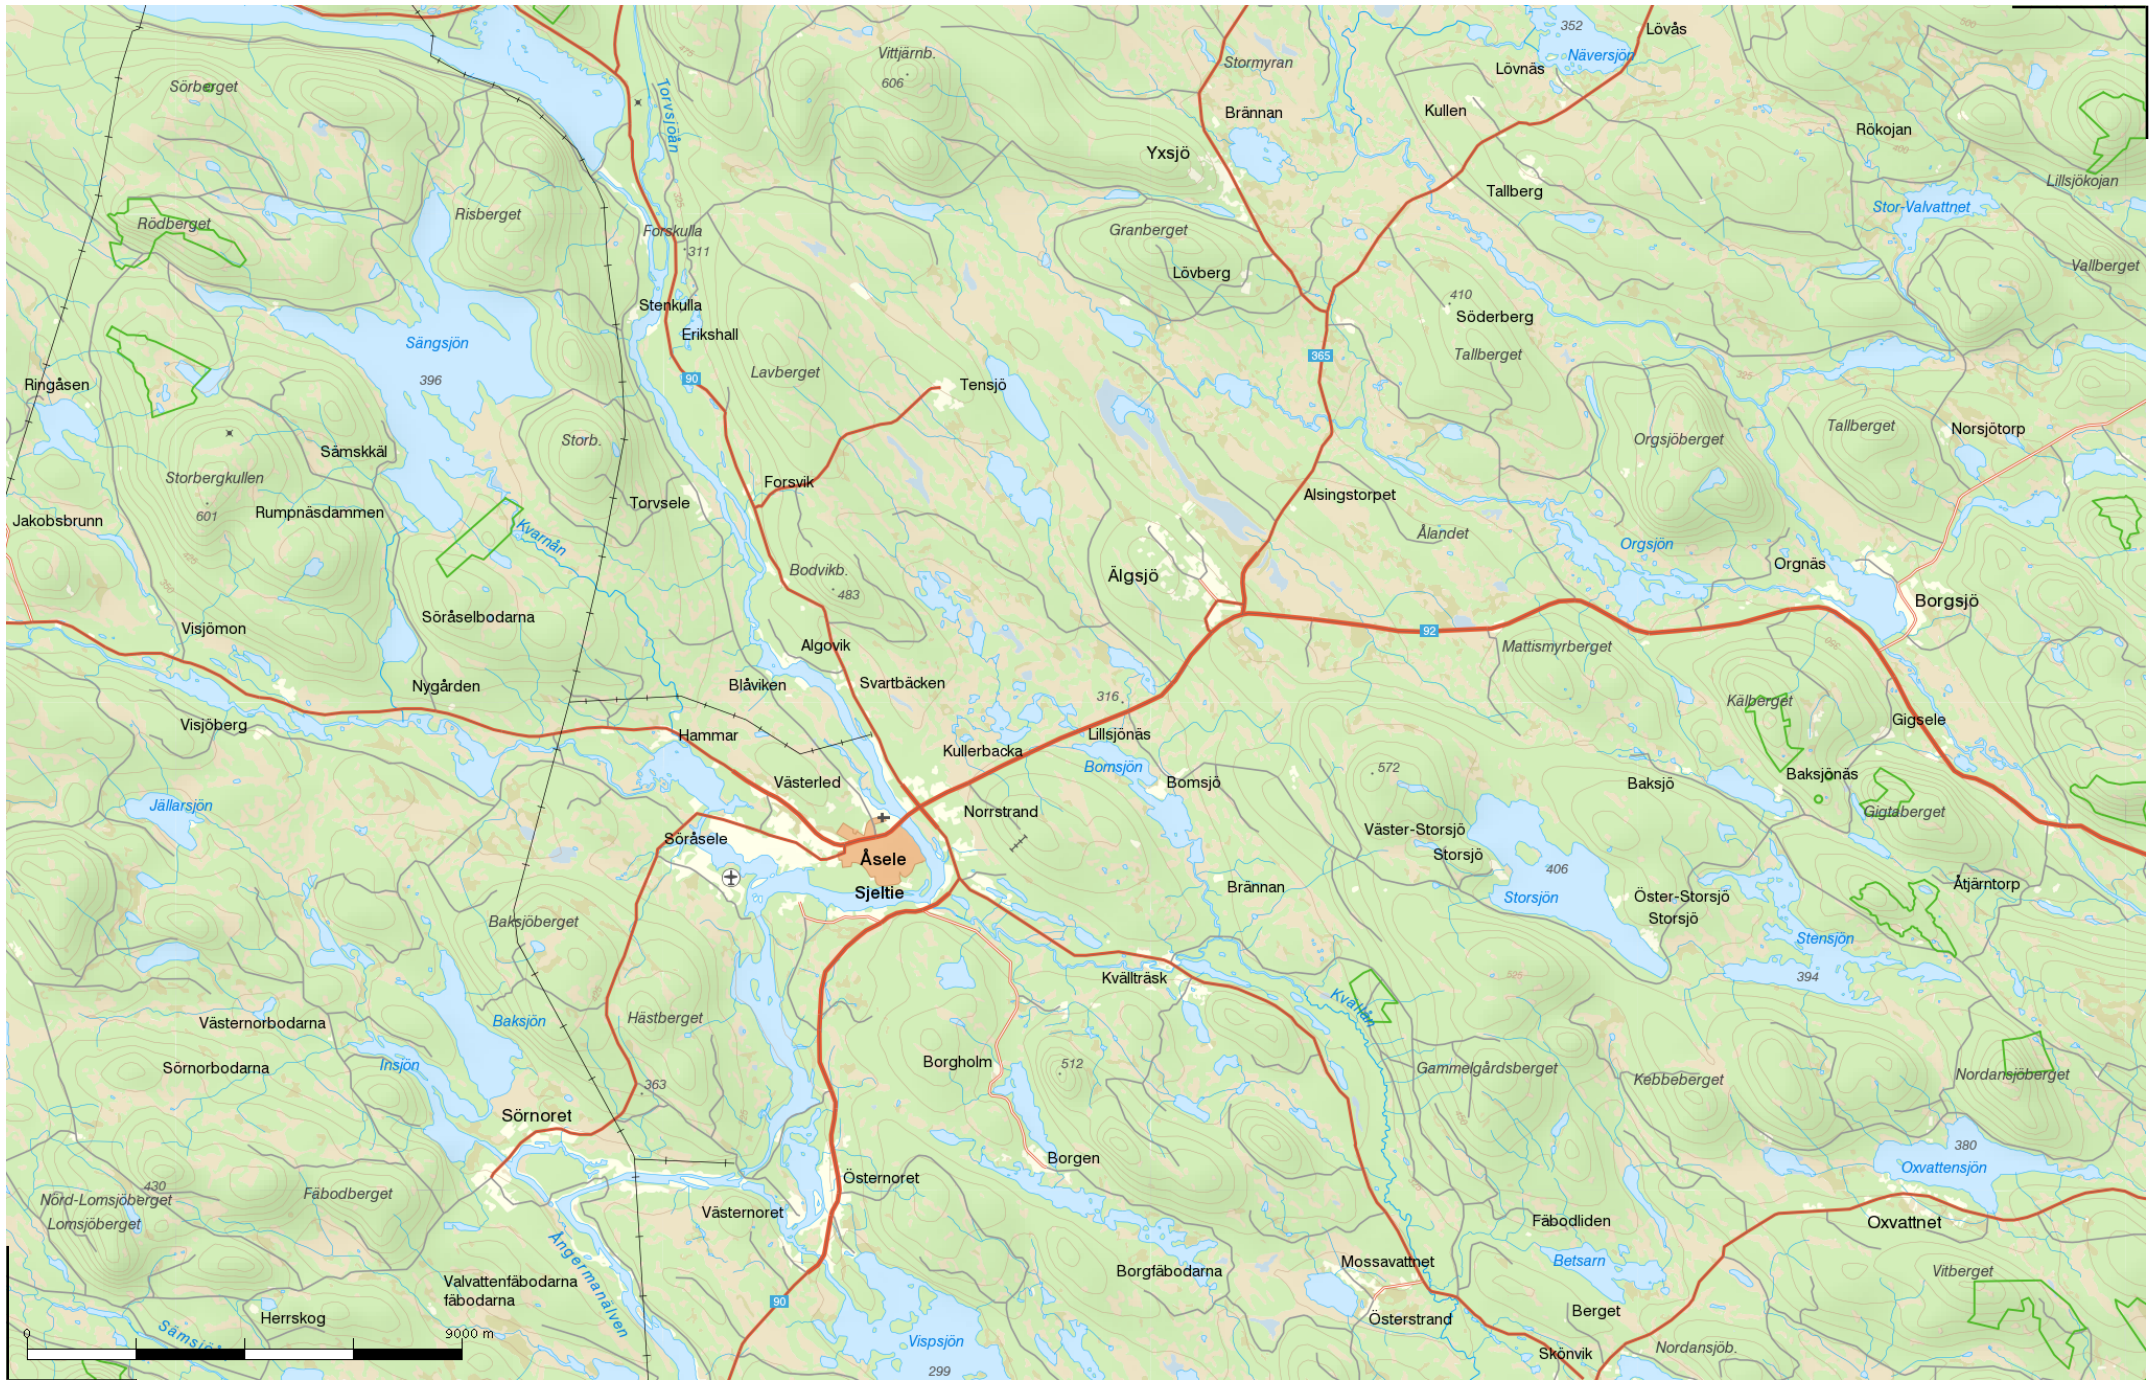 352
Lövås
Näversjön
Vittjärnb.
606
Stormyran
Lövnäs
Sörberget
Torvsjöån
Brännan
Kullen
Rökojan
Yxsjö
Lillsjökojan
Tallberg
Stor-Valvattnet
Risberget
Rödberget
Forskulla
311
Granberget
Vallberget
Lövberg
410
Söderberg
Stenkulla
Erikshall
Sängsjön
396
365
Tallberget
Lavberget
90
Ringåsen
Tensjö
Tallberget
Norsjötorp
Orgsjöberget
Storb.
Såmskkäl
Storbergkullen
601
Forsvik
Torvsele
Alsingstorpet
Rumpnäsdammen
Jakobsbrunn
Kvarnån
Ålandet
Orgsjön
Orgnäs
Älgsjö
Bodvikb.
483
Borgsjö
Söråselbodarna
Visjömon
92
Mattismyrberget
Algovik
Nygården
Blåviken
Svartbäcken
316
Kälberget
Gigsele
Visjöberg
Hammar
Lillsjönäs
Kullerbacka
Bomsjön
572
Baksjönäs
Västerled
Bomsjö
Baksjö
Jällarsjön
Norrstrand
Gigtaberget
Väster-Storsjö
Storsjö
Söråsele
Åsele
Sjeltie
406
Brännan
Storsjön
Öster-Storsjö
Storsjö
Åtjärntorp
Baksjöberget
Stensjön
394
Kvällträsk
525
Kvällån
Västernorbodarna
Baksjön
Hästberget
Insjön
Sörnorbodarna
Borgholm
512
Gammelgårdsberget
Kebbeberget
Nordansjöberget
363
Sörnoret
380
Oxvattensjön
Borgen
Österneret
430
Nord-Lomsjöberget
Lomsjöberget
Fäbodberget
Västernoret
Fäbodliden
Oxvattnet
Ångermanälven
Mossavattnet
Betsarn
Vitberget
Borgfäbodarna
Valvattenfäbodarna
fäbodarna
90
Herrskog
Berget
Österstrand
0
9000 m
Vispsjön
299
Skönvik
Nordansjöb.